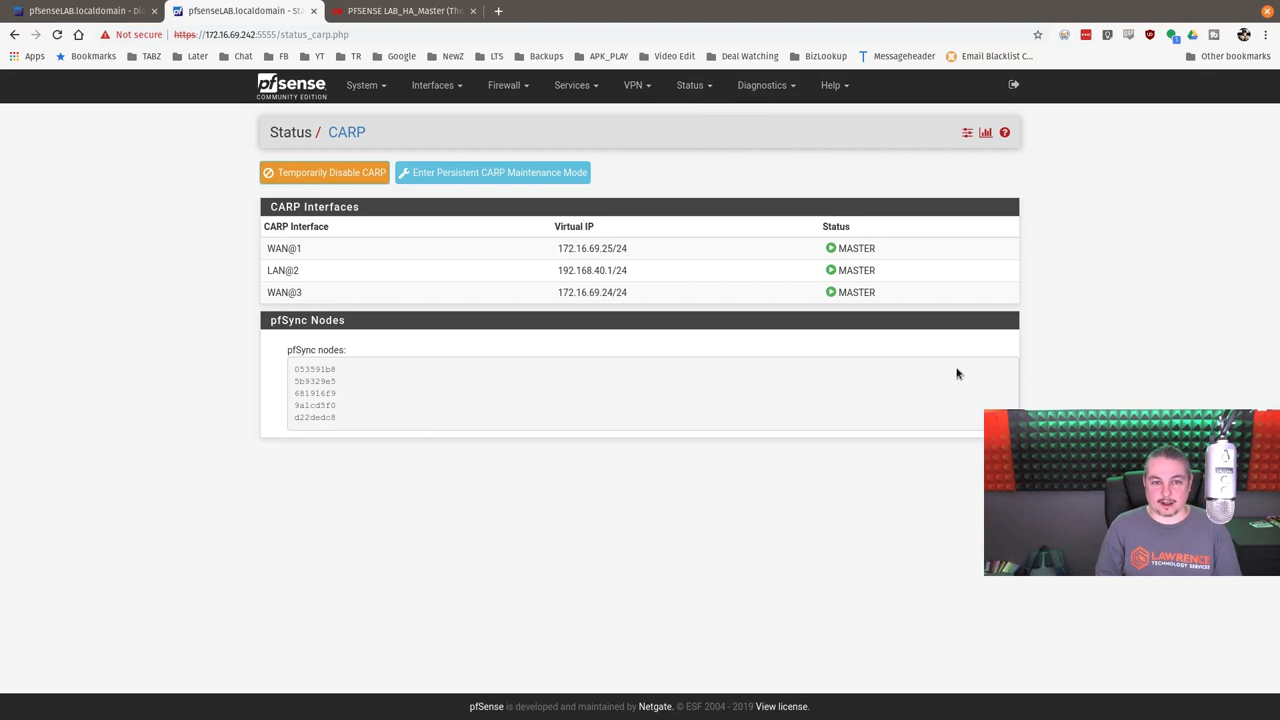 pfsenseLAB.localdomain - Dia
pfsenseLAB.localdomain - Sta
PFSENSE LAB_HA_Master (The
Not secure
https://172.16.69.242:5555/status_carp.php
Apps
Bookmarks
TABZ
Later
Chat
FB
YT
TR
Google
NewZ
LTS
Backups
APK_PLAY
Video Edit
Deal Watching
BizLookup
Messageheader
Email Blacklist C...
Other bookmarks
pfsense
COMMUNITY EDITION
System
Interfaces
Firewall
Services
VPN
Status
Diagnostics
Help
Status / CARP
Temporarily Disable CARP
Enter Persistent CARP Maintenance Mode
CARP Interfaces
CARP Interface Virtual IP Status
WAN@1 172.16.69.25/24 MASTER
LAN@2 192.168.40.1/24 MASTER
WAN@3 172.16.69.24/24 MASTER
pfSync Nodes
pfSync nodes:
053591b8
5b9329e5
681916f9
9a1cd5f0
d22dedc8
LAWRENCE
TECHNOLOGY SERVICES
pfSense is developed and maintained by Netgate. © ESF 2004 - 2019 View license.